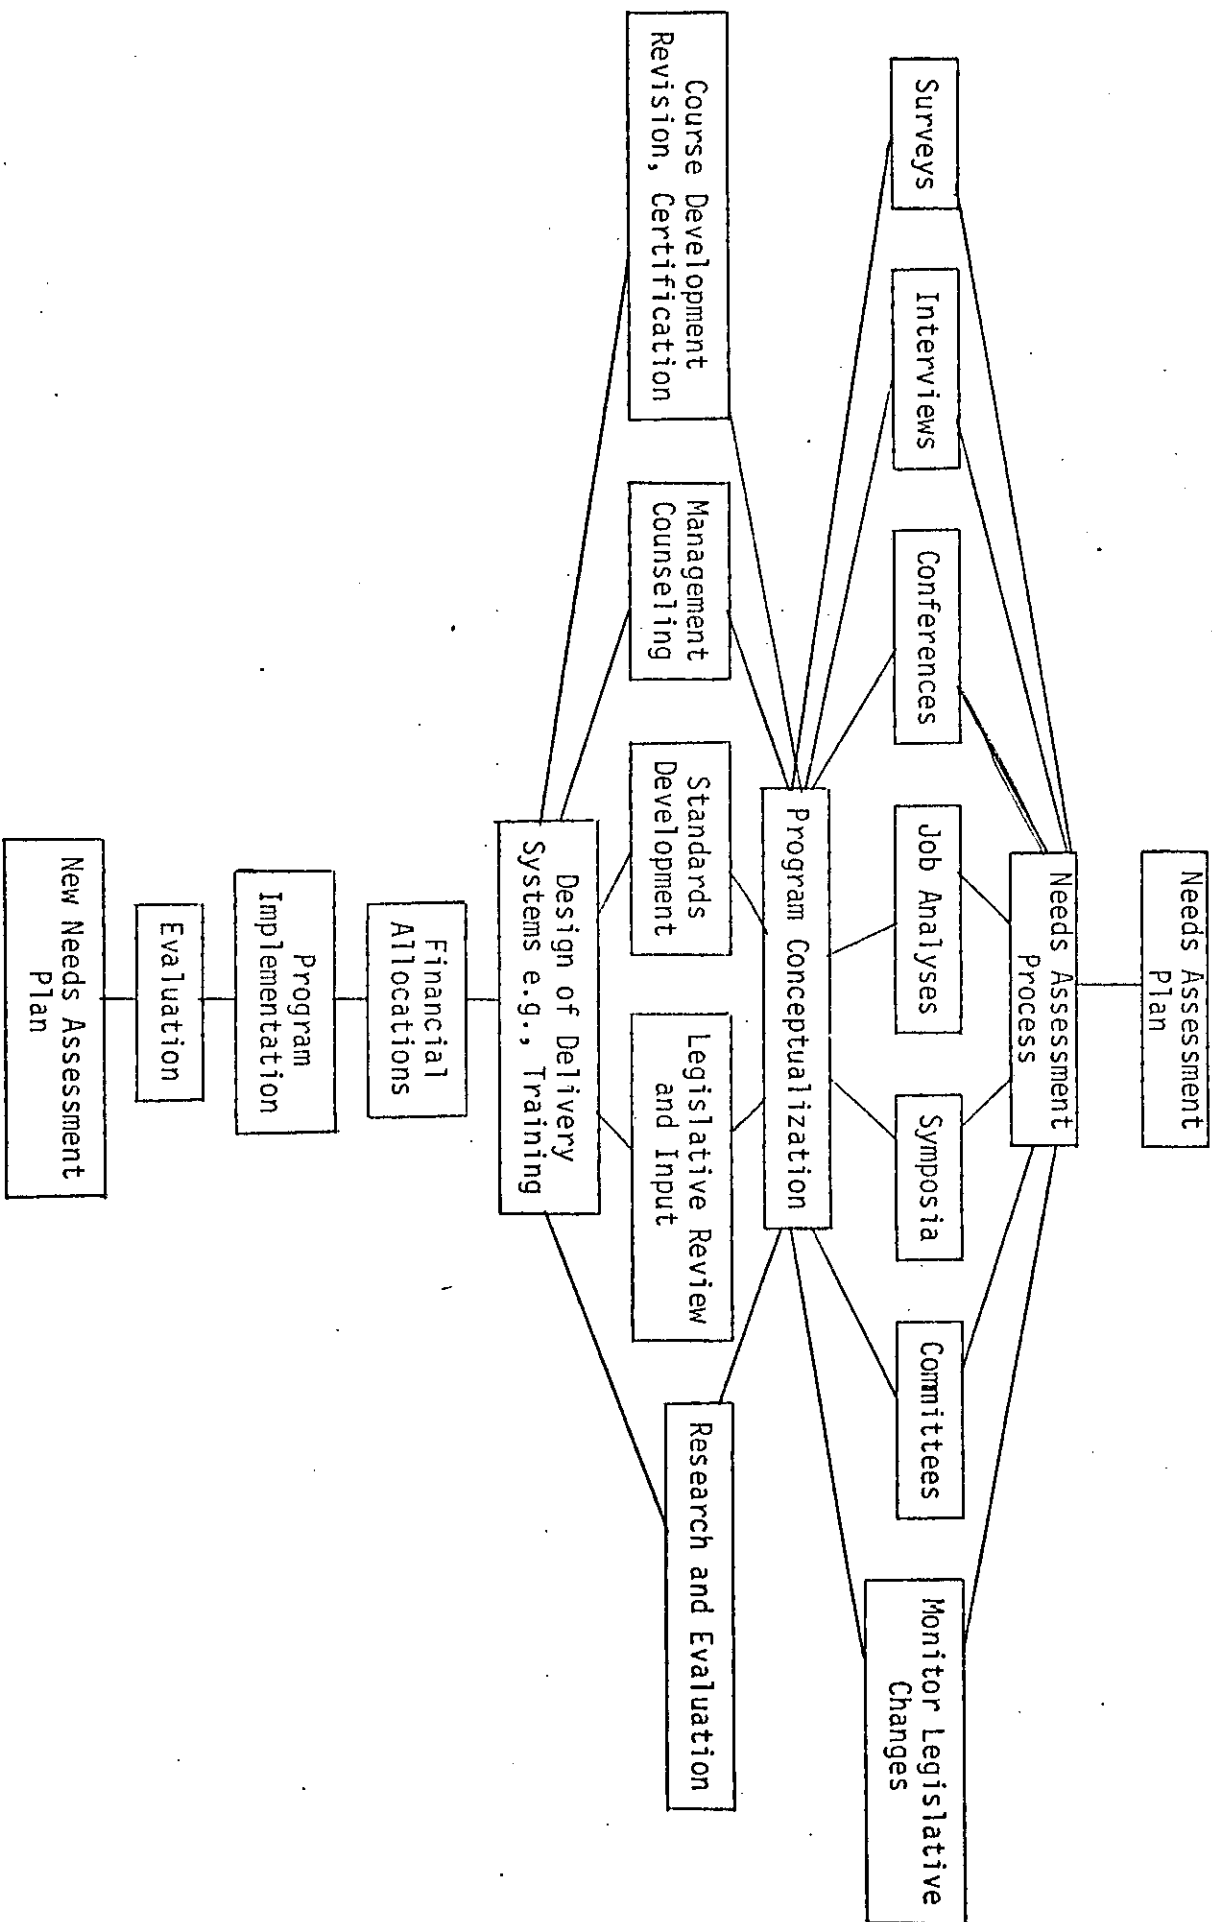 Needs Assessment
Plan
Needs Assessment
Process
Surveys
Interviews
Conferences
Job Analyses
Symposia
Committees
Monitor Legislative
Changes
Program Conceptualization
Course Development
Revision, Certification
Management
Counseling
Standards
Development
Legislative Review
and Input
Research and Evaluation
Design of Delivery
Systems e.g., Training
Financial
Allocations
Program
Implementation
Evaluation
New Needs Assessment
Plan